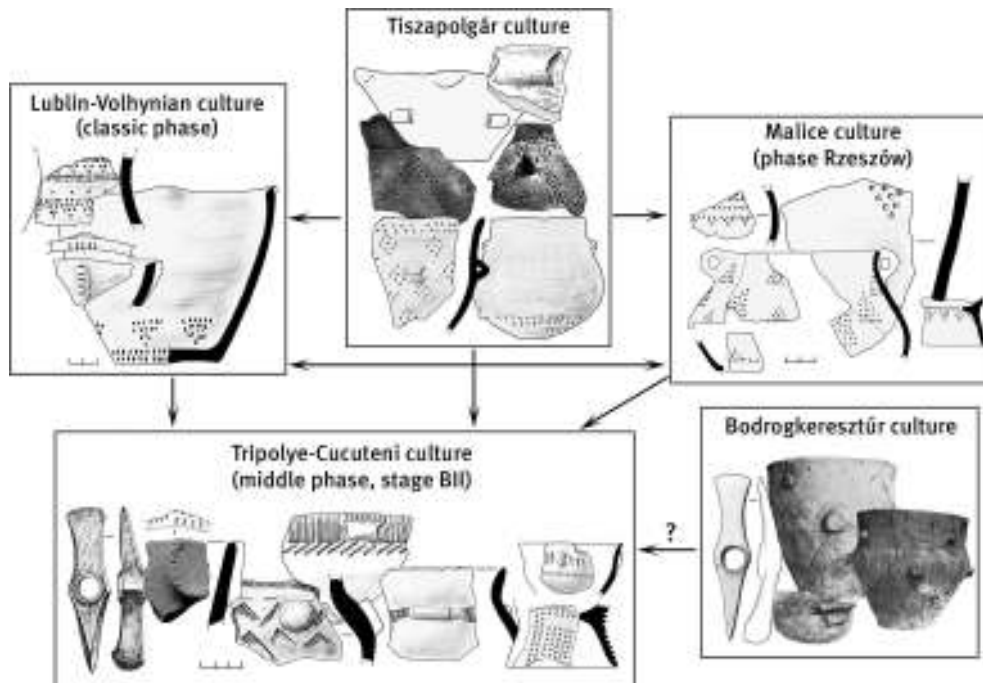 Tiszapolgár culture
Lublin-Volhynian culture
(classic phase)
Malice culture
(phase Rzeszów)
Tripolye-Cucuteni culture
(middle phase, stage BII)
Bodrogkeresztúr culture
?